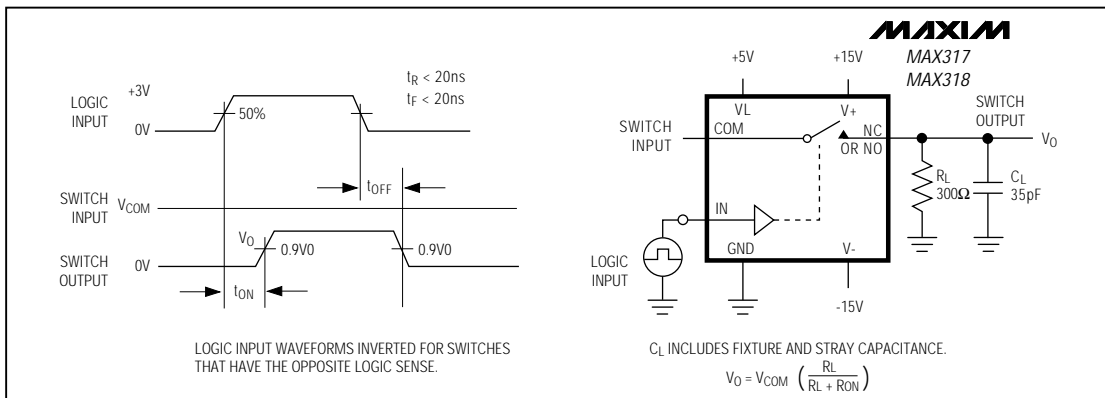 LOGIC
INPUT
+3V
0V
50%
tR < 20ns
tF < 20ns
tOFF
SWITCH
INPUT
VCOM
VO
0.9V0
0.9V0
SWITCH
OUTPUT
0V
tON
LOGIC INPUT WAVEFORMS INVERTED FOR SWITCHES
THAT HAVE THE OPPOSITE LOGIC SENSE.
MAXIM
MAX317
MAX318
+5V
+15V
VL
V+
SWITCH
INPUT
COM
NC
OR NO
SWITCH
OUTPUT
VO
RL
300Ω
CL
35pF
IN
LOGIC
INPUT
GND
V-
-15V
CL INCLUDES FIXTURE AND STRAY CAPACITANCE.
VO = VCOM (RL / RL + RON)